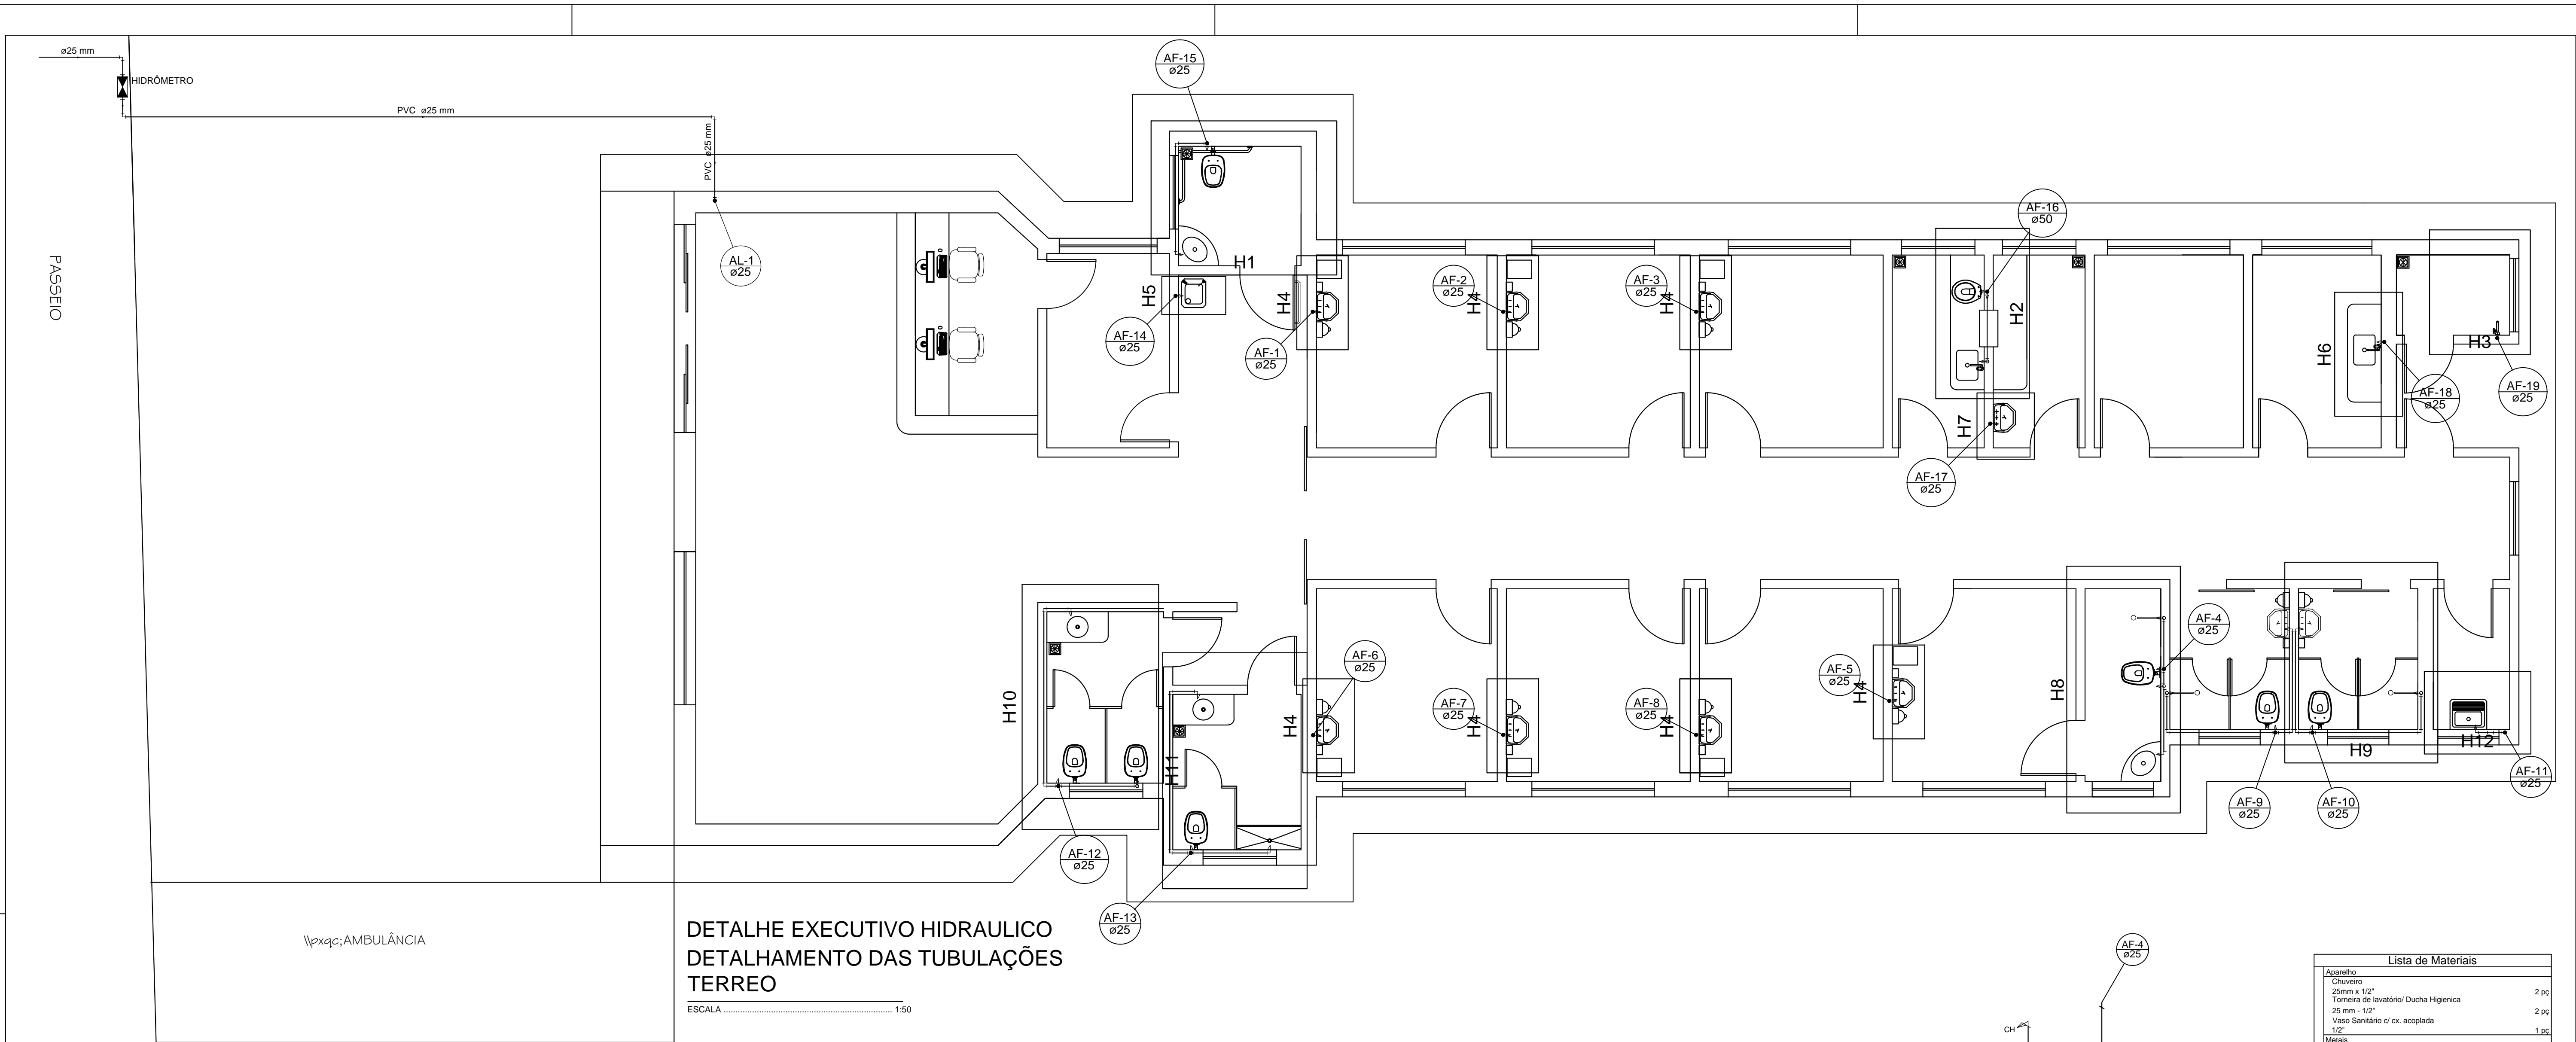 ø25 mm
HIDRÔMETRO
PVC ø25 mm
PVC ø25 mm
PASSEIO
AL-1
ø25
AF-15
ø25
H1
H5
AF-14
ø25
H4
AF-1
ø25
AF-2
ø25
H4
AF-3
ø25
H4
AF-16
ø50
H2
H7
AF-17
ø25
H6
AF-18
ø25
H3
AF-19
ø25
H10
AF-12
ø25
H11
AF-13
ø25
H4
AF-6
ø25
AF-7
ø25
H4
AF-8
ø25
H4
AF-5
ø25
H4
H8
AF-4
ø25
AF-9
ø25
AF-10
ø25
H9
H12
AF-11
ø25
\\pxqc;AMBULÂNCIA
DETALHE EXECUTIVO HIDRAULICO
DETALHAMENTO DAS TUBULAÇÕES
TERREO
ESCALA ........................................................................ 1:50
AF-4
ø25
CH
Lista de Materiais
Aparelho
Chuveiro
25mm x 1/2" 2 pç
Torneira de lavatório/ Ducha Higienica
25 mm - 1/2" 2 pç
Vaso Sanitário c/ cx. acoplada
1/2" 1 pç
Metais